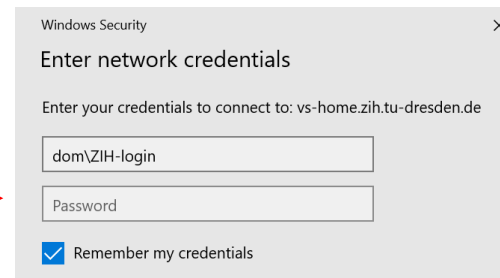 Windows Security
Enter network credentials
Enter your credentials to connect to: vs-home.zih.tu-dresden.de
dom\ZIH-login
Password
Remember my credentials